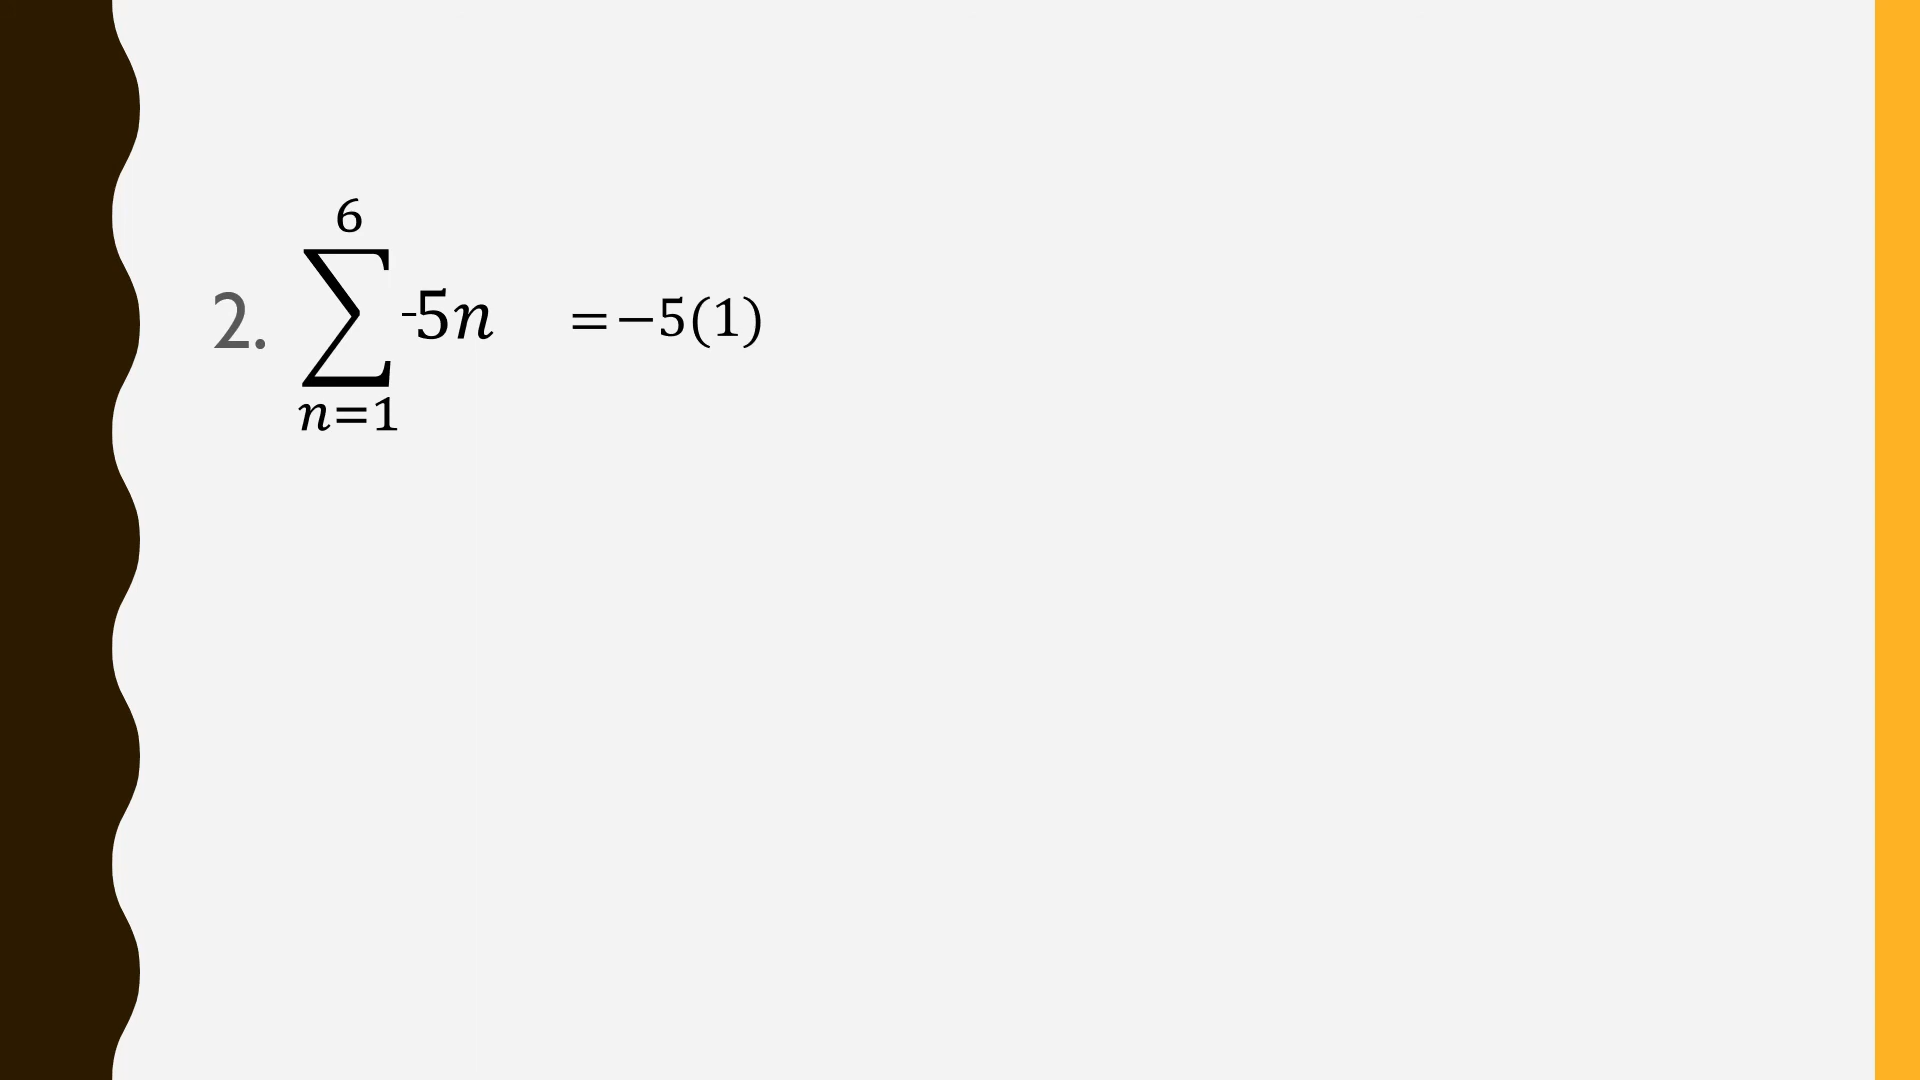 6
2. ∑ -5n =−5(1)
n=1